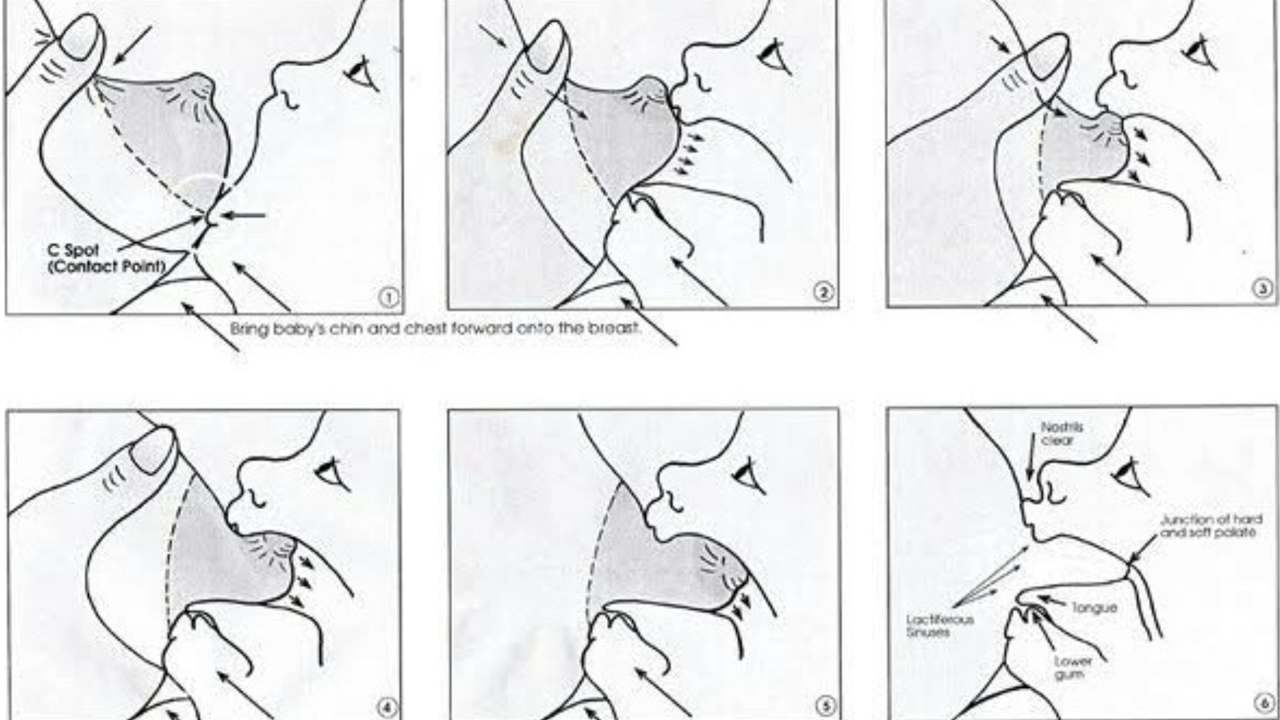 C Spot
(Contact Point)
1
2
3
Bring baby's chin and chest forward onto the breast.
4
5
Nostrils
clear
Junction of hard
and soft palate
Lactiferous
Sinuses
Tongue
Lower
gum
6